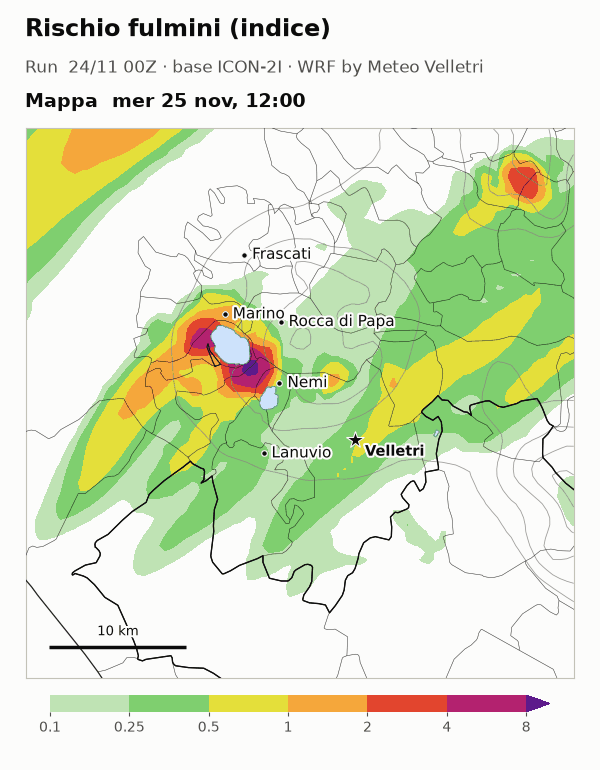 Rischio fulmini (indice)
Run  24/11 00Z · base ICON-2I · WRF by Meteo Velletri
Mappa  mer 25 nov, 12:00
Frascati
Marino
Rocca di Papa
Nemi
Velletri
Lanuvio
10 km
0.1 0.25 0.5 1 2 4 8